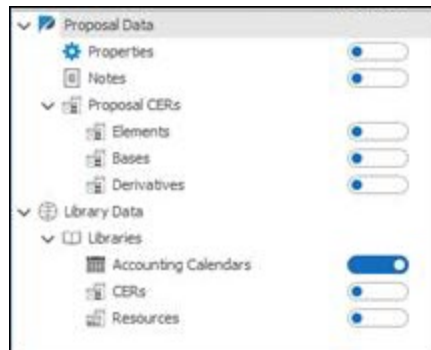 Proposal Data
Properties
Notes
Proposal CERs
Elements
Bases
Derivatives
Library Data
Libraries
Accounting Calendars
CERs
Resources